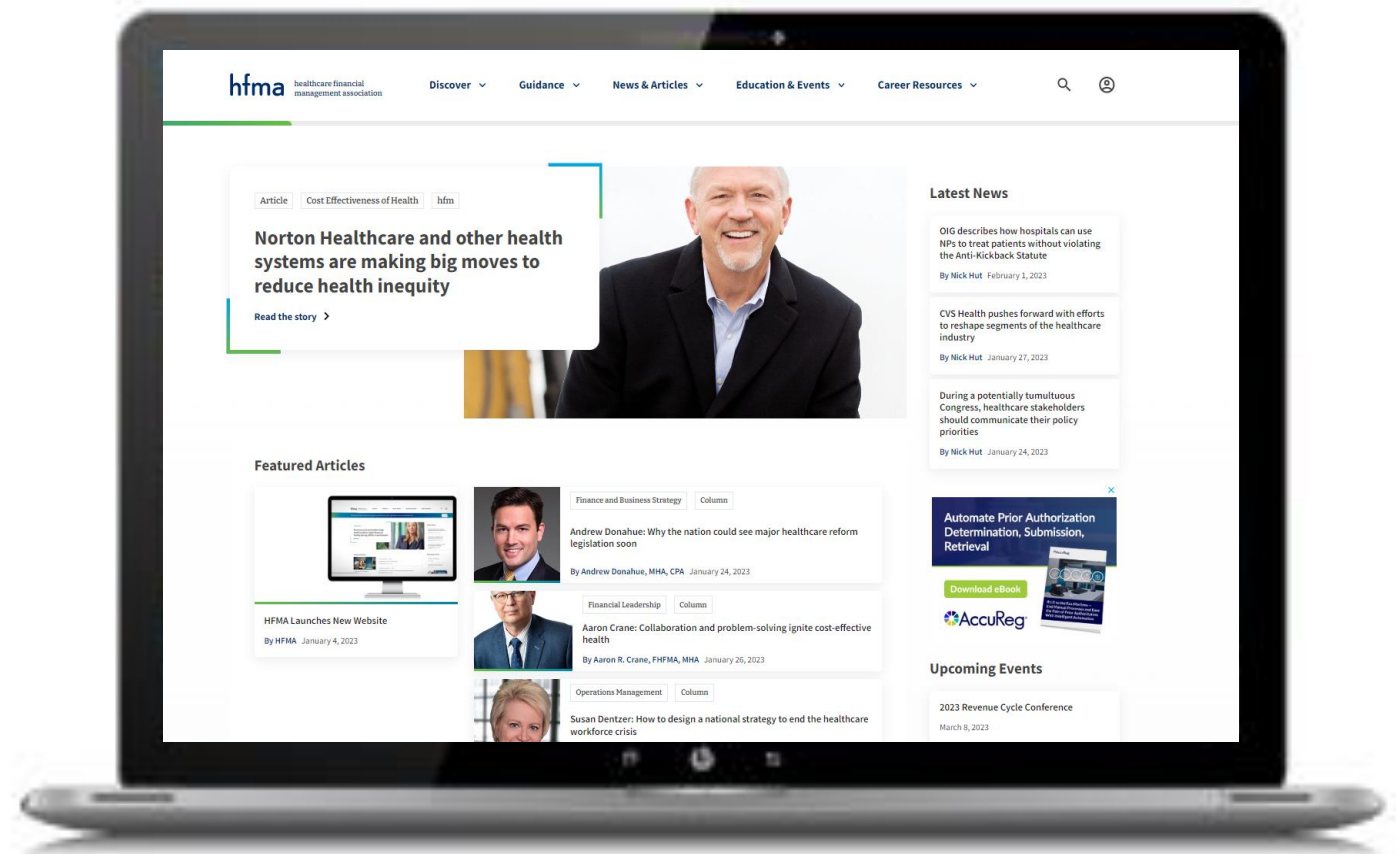 hfma
healthcare financial
management association
Discover
Guidance
News & Articles
Education & Events
Career Resources
Article
Cost Effectiveness of Health
hfm
Norton Healthcare and other health
systems are making big moves to
reduce health inequity
Read the story
Latest News
OIG describes how hospitals can use
NPs to treat patients without violating
the Anti-Kickback Statute
By Nick Hut February 1, 2023
CVS Health pushes forward with efforts
to reshape segments of the healthcare
industry
By Nick Hut January 27, 2023
During a potentially tumultuous
Congress, healthcare stakeholders
should communicate their policy
priorities
By Nick Hut January 24, 2023
Featured Articles
HFMA Launches New Website
By HFMA January 4, 2023
Finance and Business Strategy
Column
Andrew Donahue: Why the nation could see major healthcare reform
legislation soon
By Andrew Donahue, MHA, CPA January 24, 2023
Financial Leadership
Column
Aaron Crane: Collaboration and problem-solving ignite cost-effective
health
By Aaron R. Crane, FHFMA, MHA January 26, 2023
Operations Management
Column
Susan Dentzer: How to design a national strategy to end the healthcare
workforce crisis
Automate Prior Authorization
Determination, Submission,
Retrieval
Download eBook
AccuReg
Upcoming Events
2023 Revenue Cycle Conference
March 8, 2023